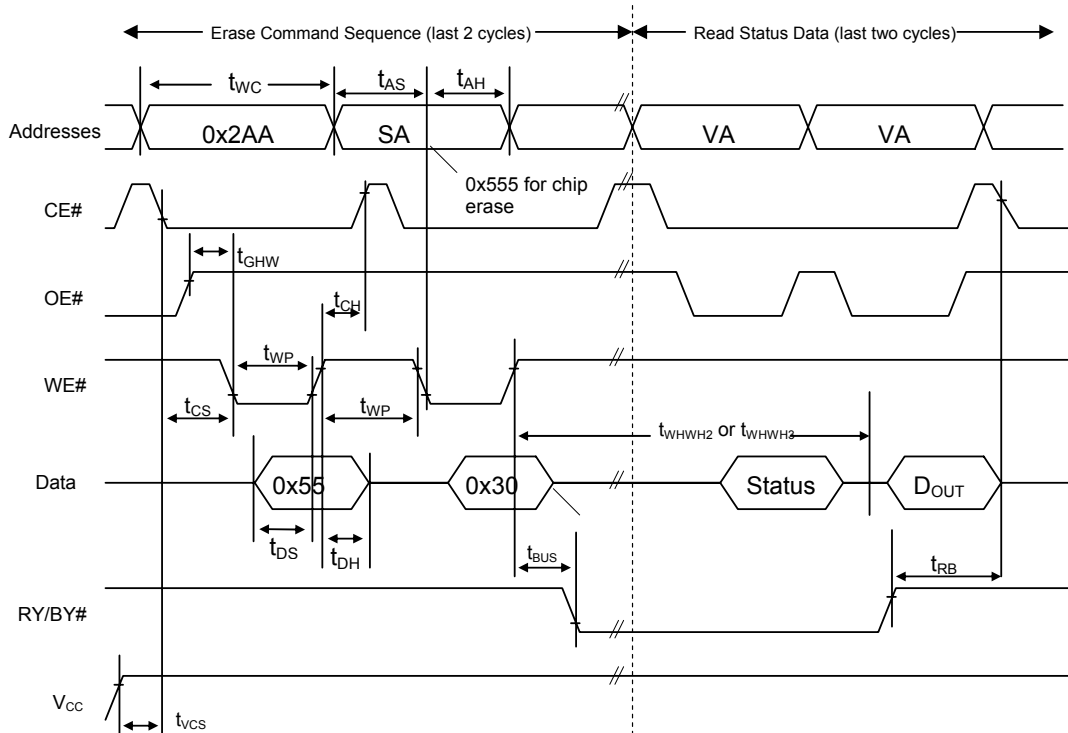 Erase Command Sequence (last 2 cycles)
Read Status Data (last two cycles)
tWC
tAS
tAH
Addresses
0x2AA
SA
VA
VA
0x555 for chip
erase
CE#
tGHW
OE#
tCH
tWP
WE#
tCS
tWP
tWHWH2 or tWHWH3
Data
0x55
0x30
Status
DOUT
tDS
tDH
tBUS
tRB
RY/BY#
VCC
tVCS